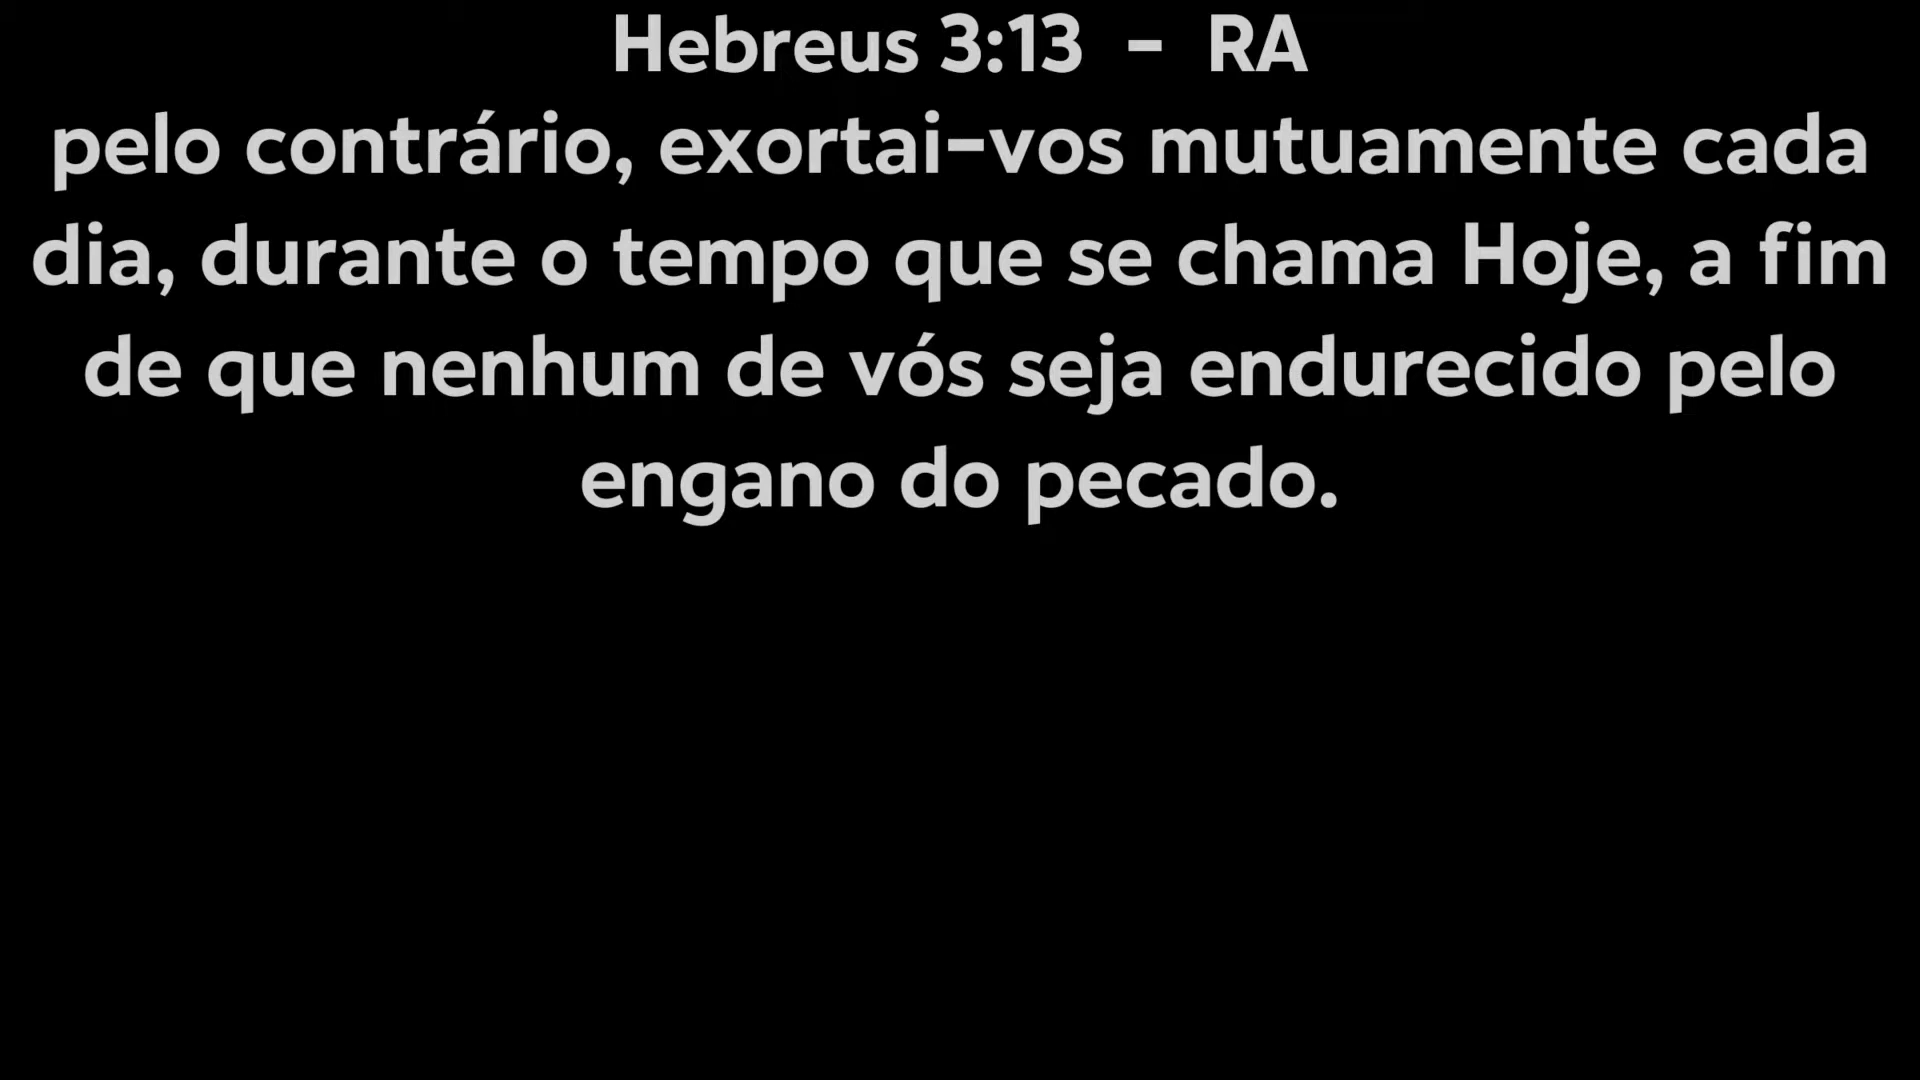 Hebreus 3:13 - RA
pelo contrário, exortai-vos mutuamente cada
dia, durante o tempo que se chama Hoje, a fim
de que nenhum de vós seja endurecido pelo
engano do pecado.